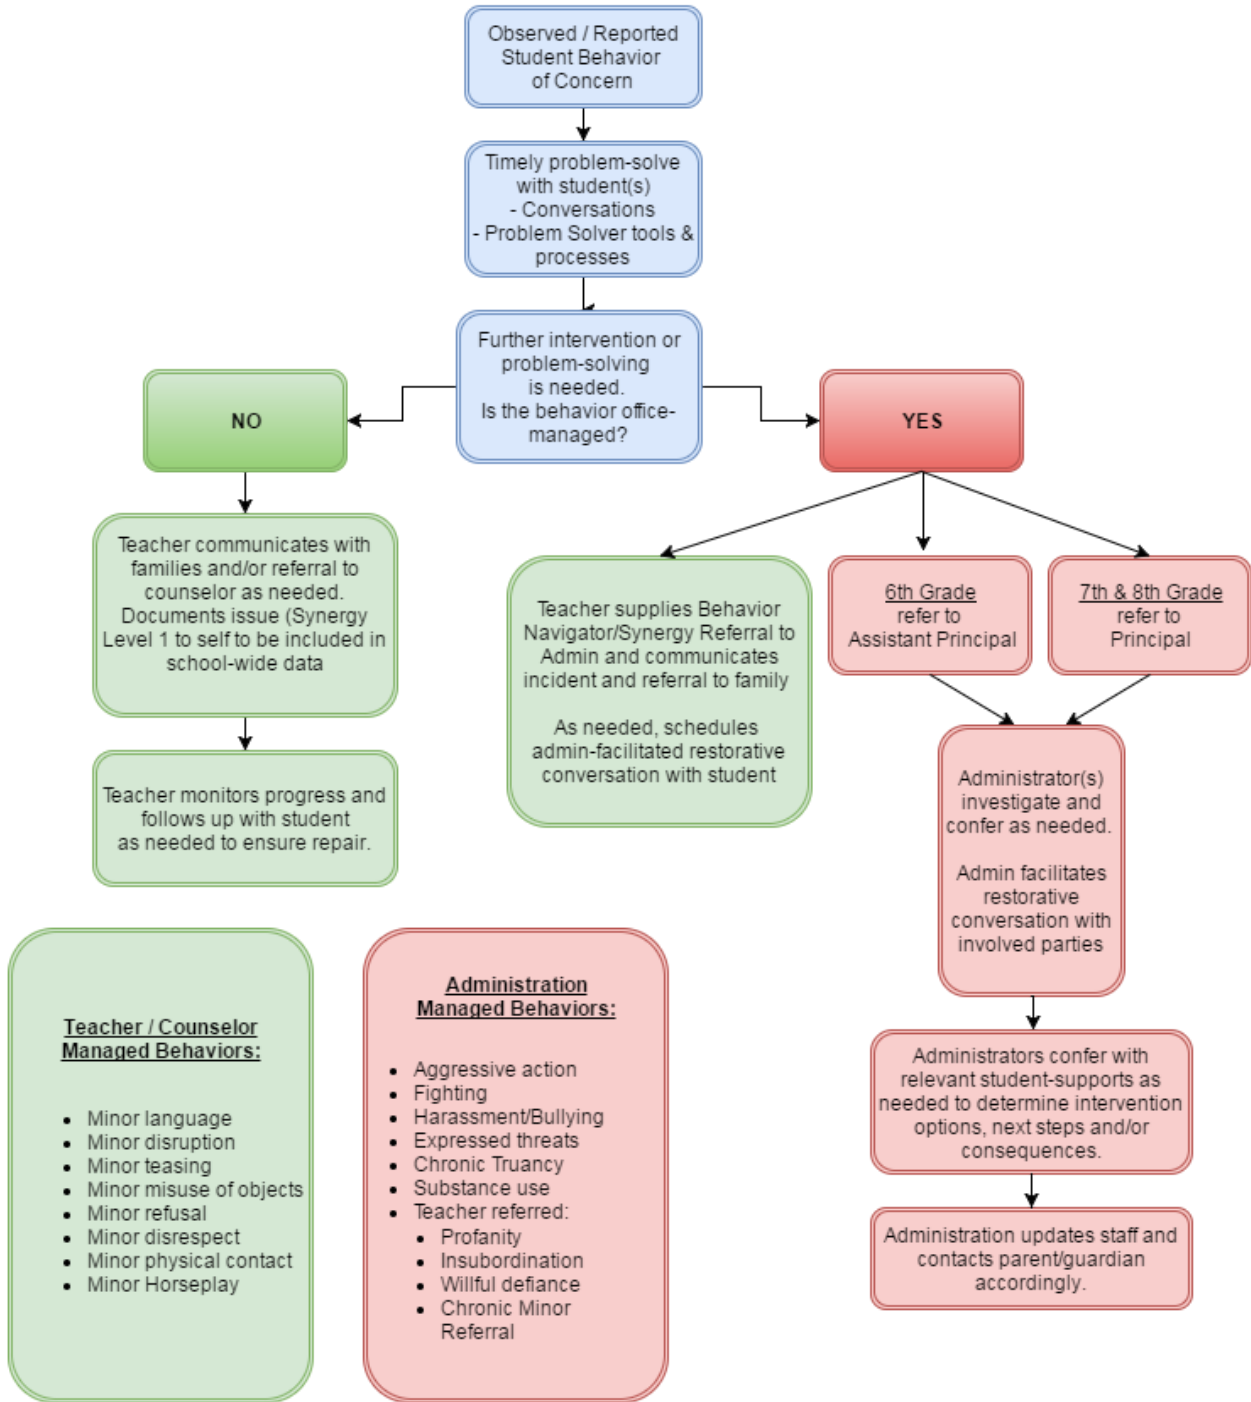 Observed / Reported
Student Behavior
of Concern
Timely problem-solve
with student(s)
- Conversations
- Problem Solver tools &
processes
Further intervention or
problem-solving
is needed.
Is the behavior office-
managed?
NO
YES
Teacher communicates with
families and/or referral to
counselor as needed.
Documents issue (Synergy
Level 1 to self to be included in
school-wide data
Teacher monitors progress and
follows up with student
as needed to ensure repair.
Teacher supplies Behavior
Navigator/Synergy Referral to
Admin and communicates
incident and referral to family
As needed, schedules
admin-facilitated restorative
conversation with student
6th Grade
refer to
Assistant Principal
7th & 8th Grade
refer to
Principal
Administrator(s)
investigate and
confer as needed.
Admin facilitates
restorative
conversation with
involved parties
Administrators confer with
relevant student-supports as
needed to determine intervention
options, next steps and/or
consequences.
Administration updates staff and
contacts parent/guardian
accordingly.
Teacher / Counselor
Managed Behaviors:
• Minor language
• Minor disruption
• Minor teasing
• Minor misuse of objects
• Minor refusal
• Minor disrespect
• Minor physical contact
• Minor Horseplay
Administration
Managed Behaviors:
• Aggressive action
• Fighting
• Harassment/Bullying
• Expressed threats
• Chronic Truancy
• Substance use
• Teacher referred:
• Profanity
• Insubordination
• Willful defiance
• Chronic Minor
Referral